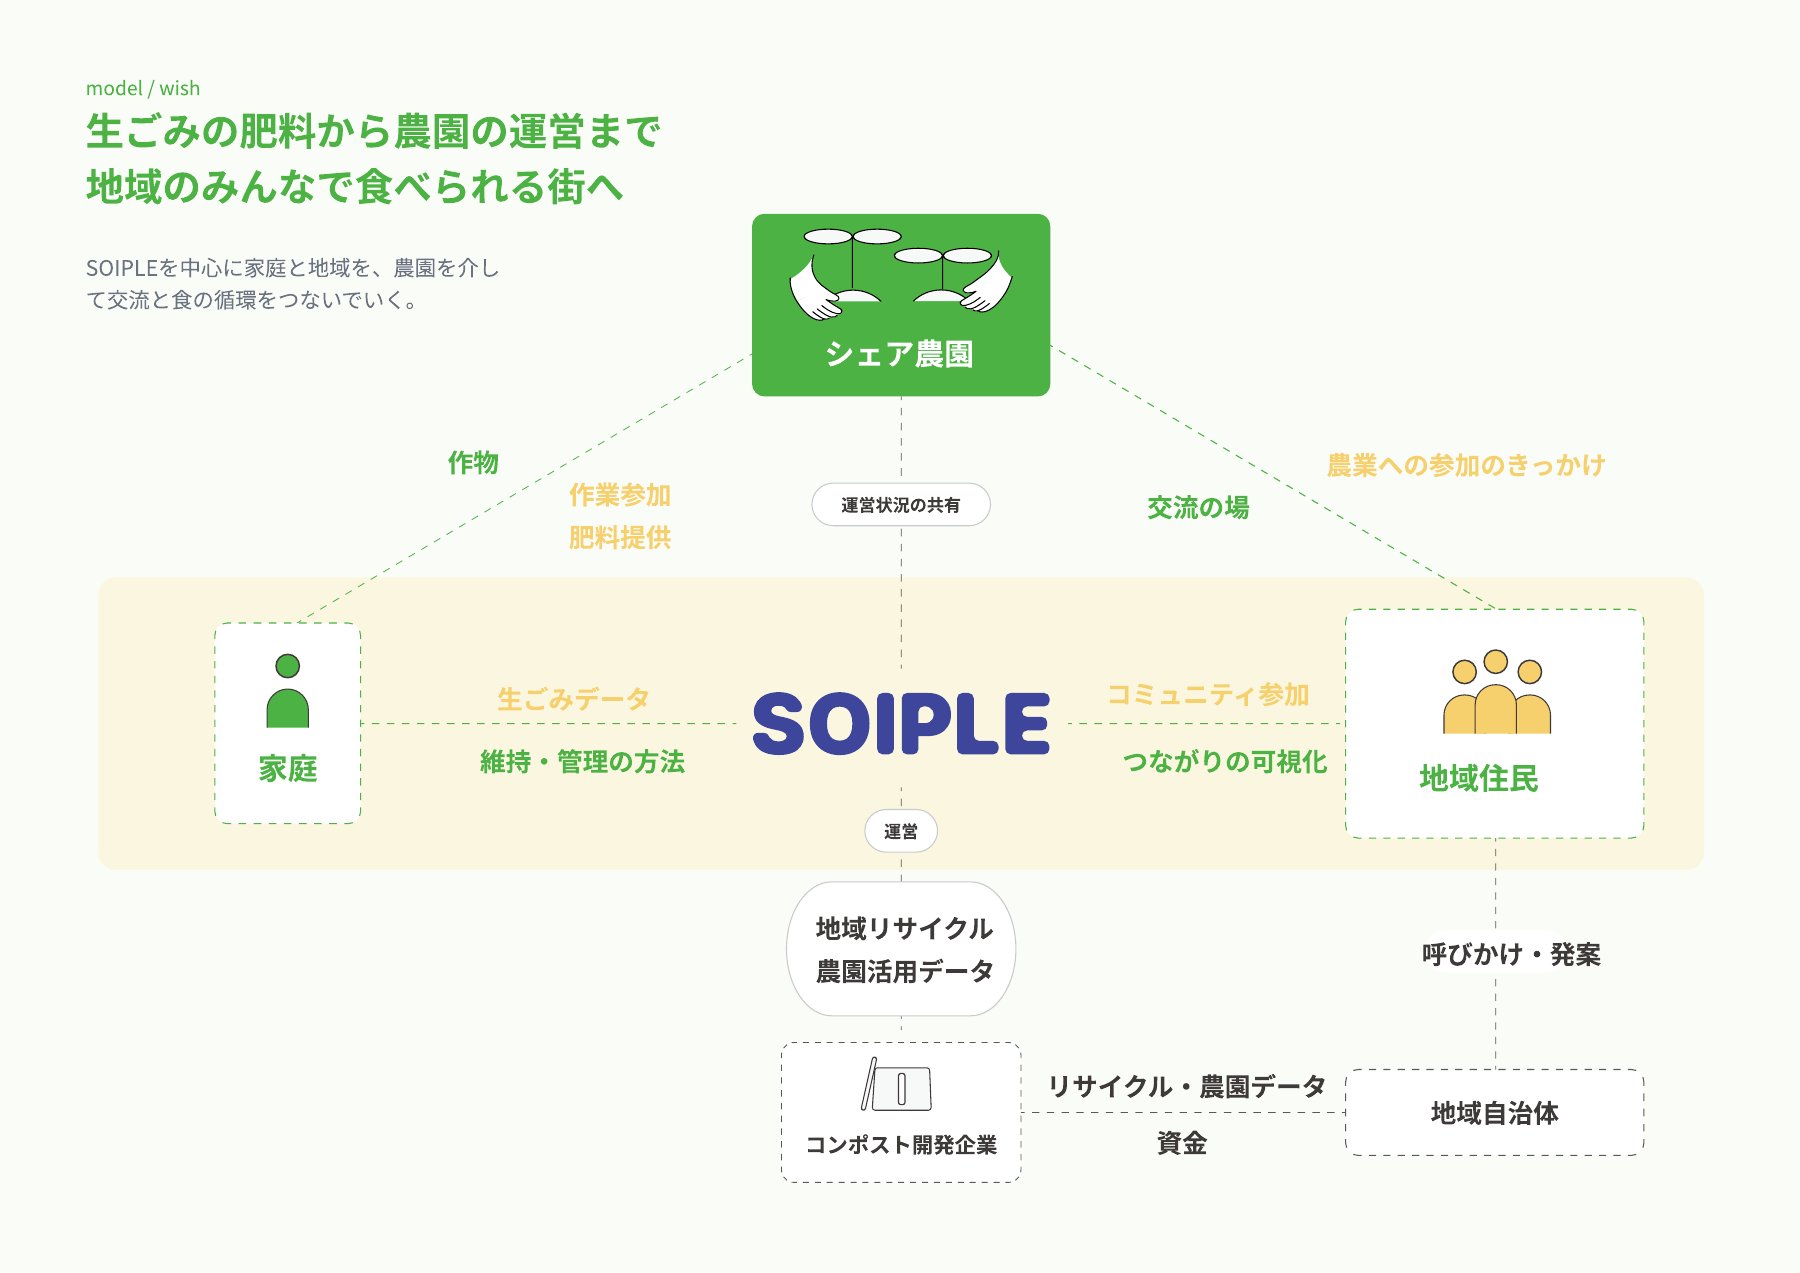 model / wish
生ごみの肥料から農園の運営まで
地域のみんなで食べられる街へ
SOIPLEを中心に家庭と地域を、農園を介し
て交流と食の循環をつないでいく。
シェア農園
作物
作業参加
肥料提供
運営状況の共有
交流の場
農業への参加のきっかけ
家庭
生ごみデータ
維持・管理の方法
SOIPLE
コミュニティ参加
つながりの可視化
地域住民
運営
地域リサイクル
農園活用データ
呼びかけ・発案
コンポスト開発企業
リサイクル・農園データ
資金
地域自治体